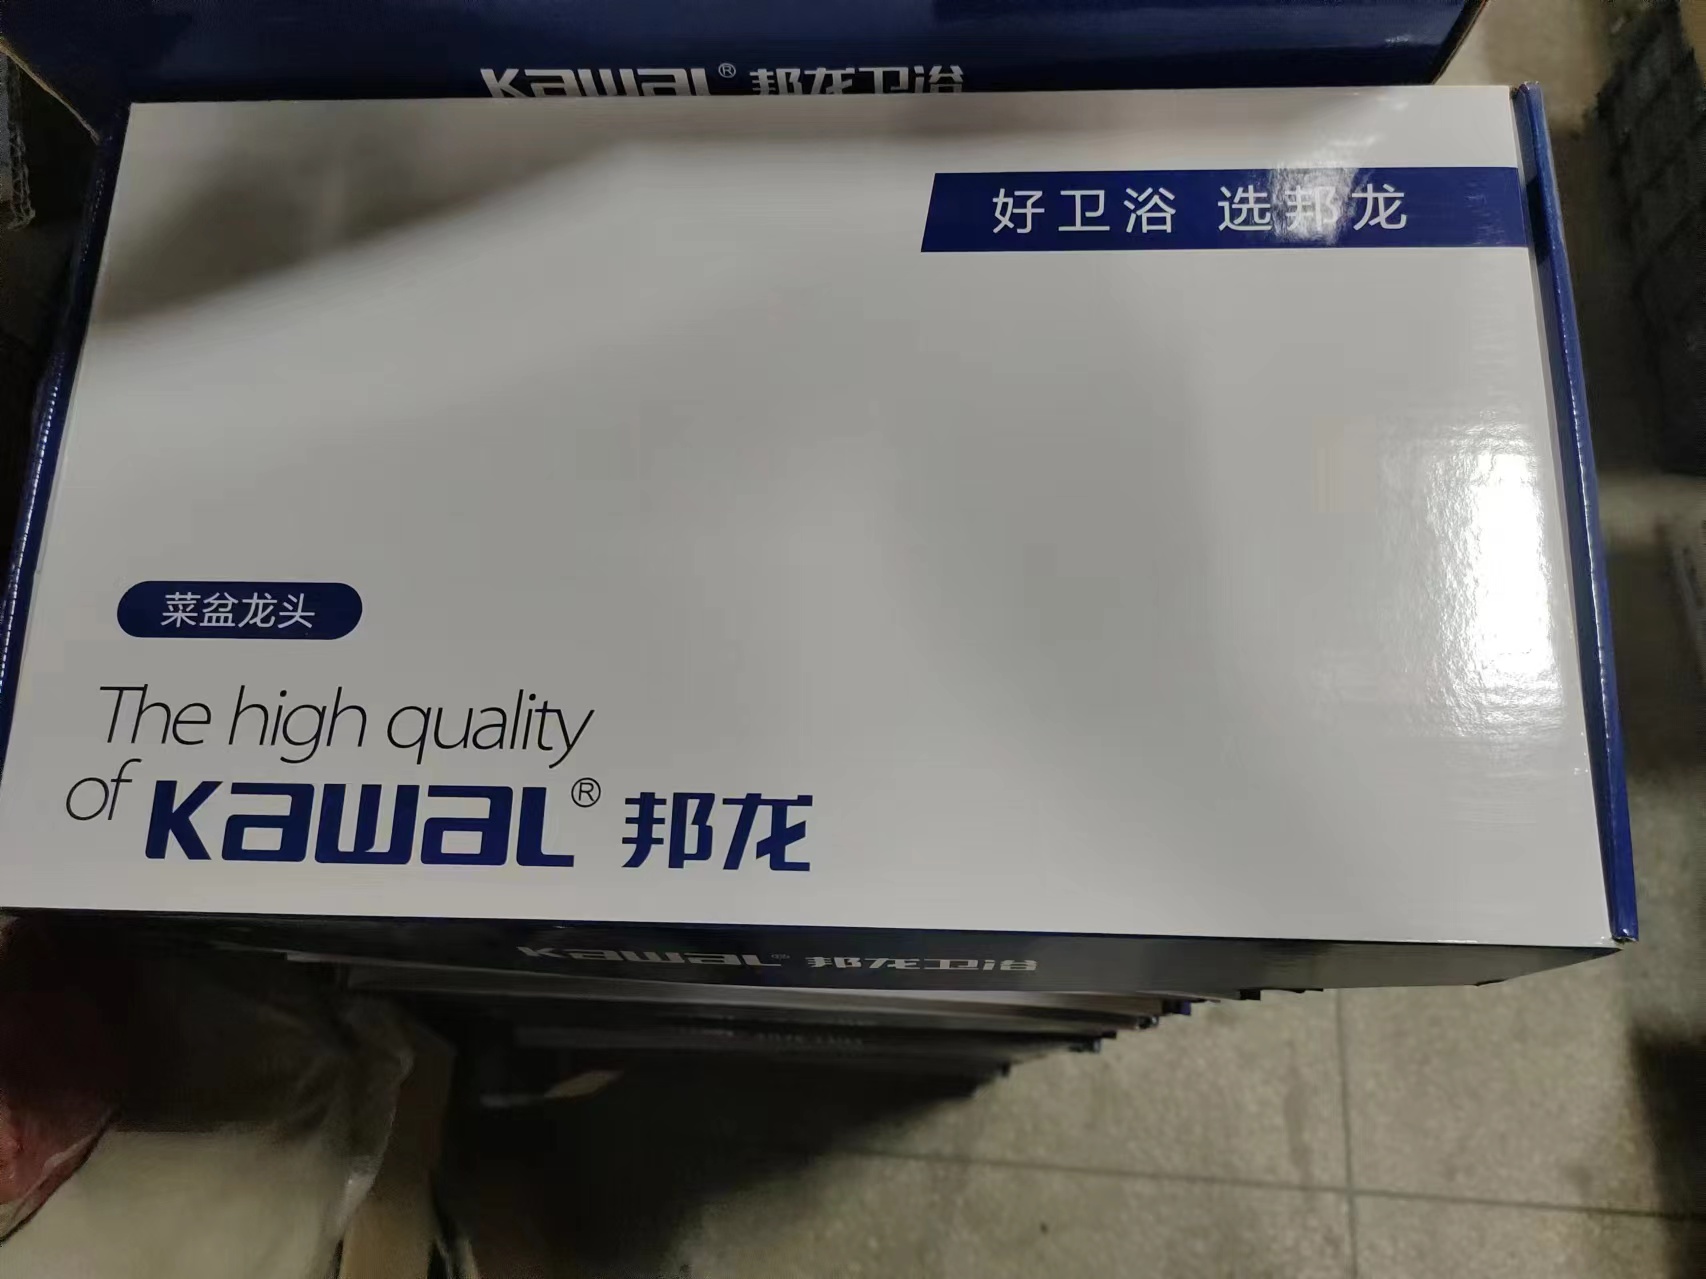 Kawal® 邦龙卫浴
好卫浴 选邦龙
菜盆龙头
The high quality
of Kawal® 邦龙
Kawal® 邦龙卫浴